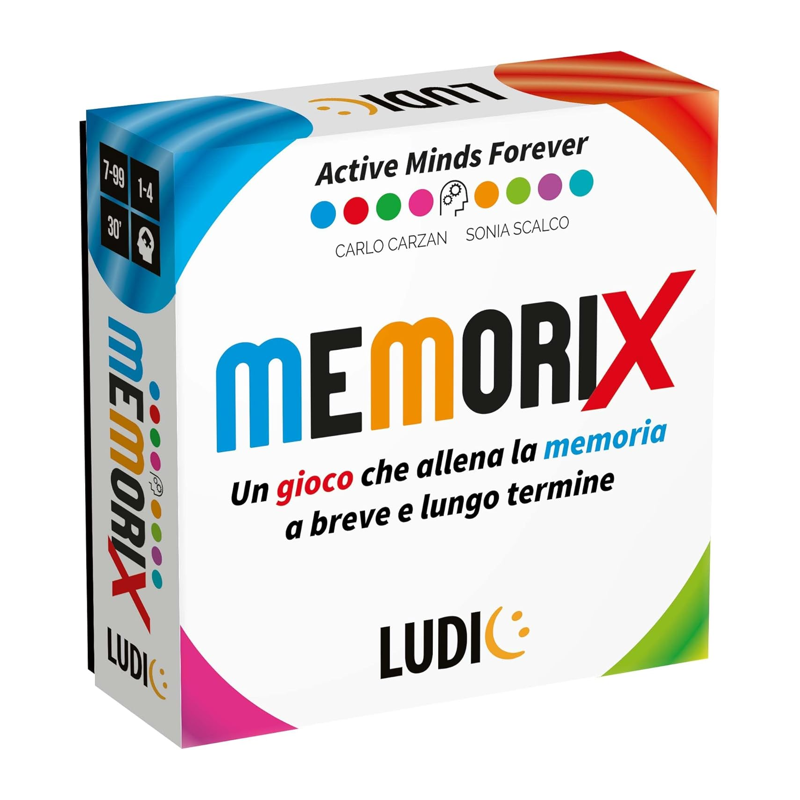 LUDIC
Active Minds Forever
CARLO CARZAN SONIA SCALCO
MEMORIX
Un gioco che allena la memoria
a breve e lungo termine
LUDIC
7-99
1-4
30'
MEMORIX
LUDIC